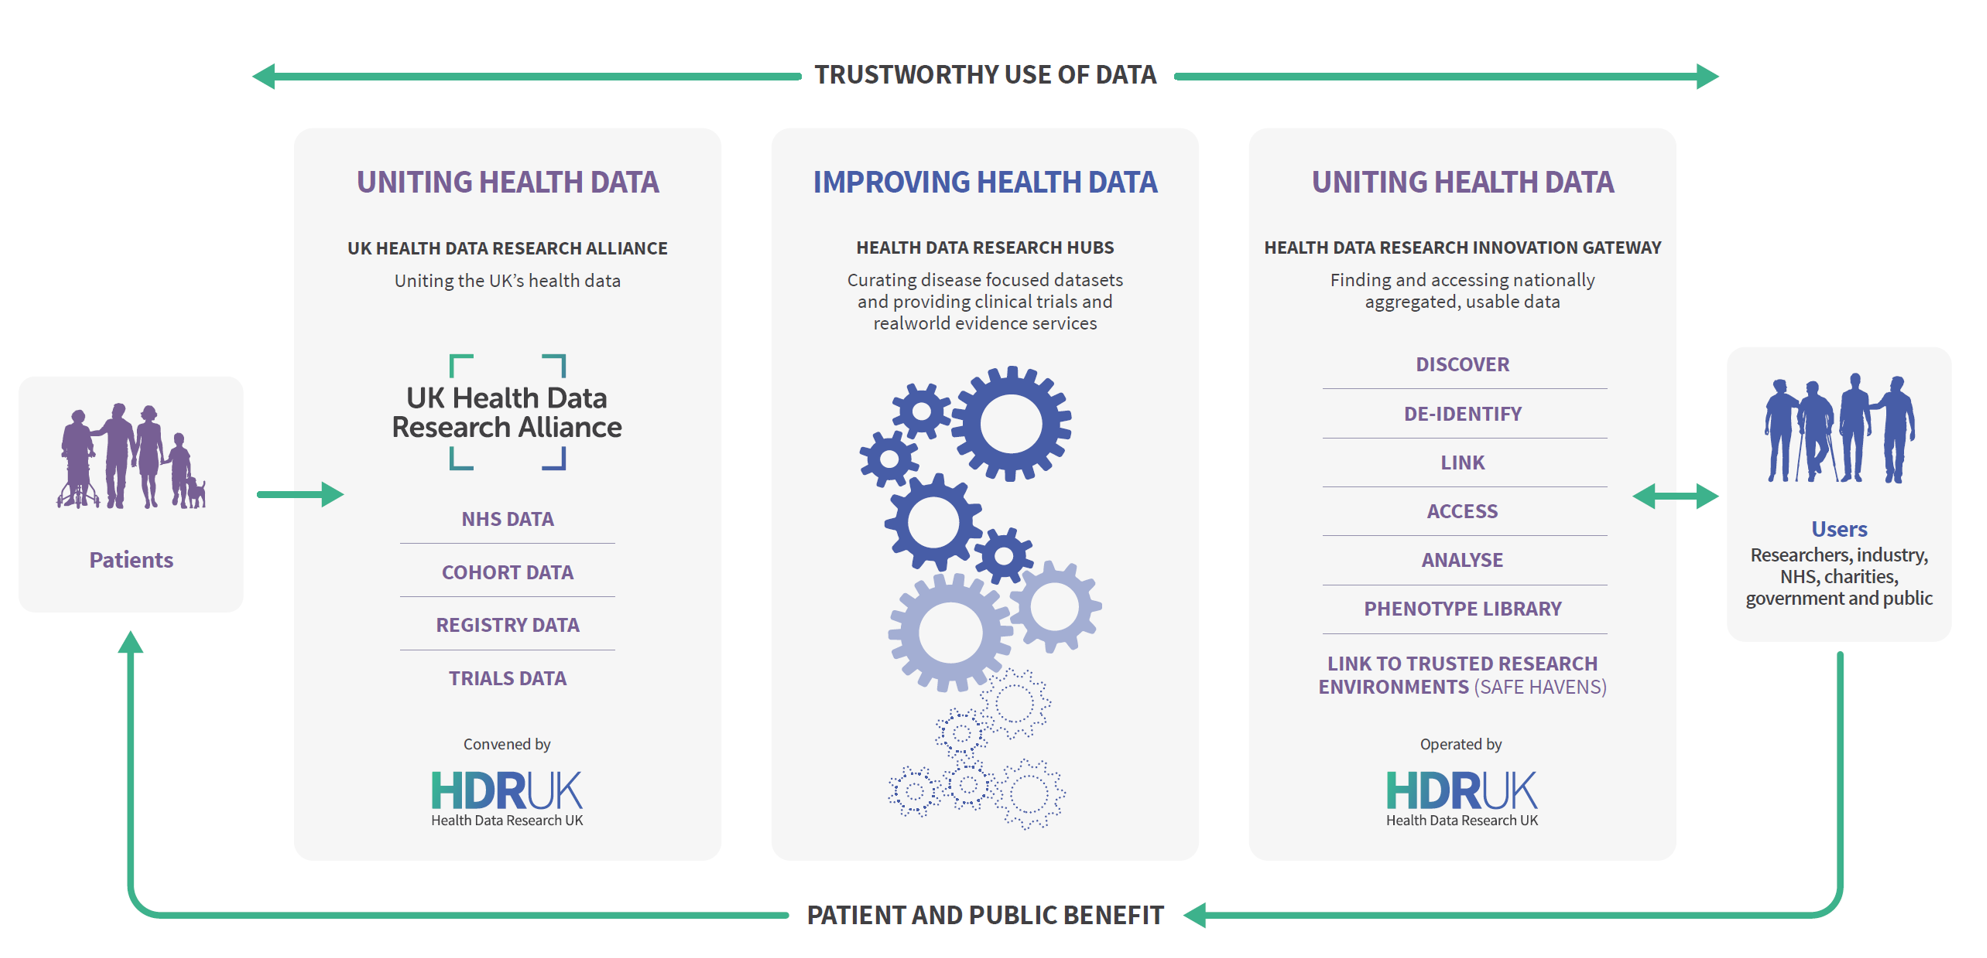 TRUSTWORTHY USE OF DATA
UNITING HEALTH DATA
UK HEALTH DATA RESEARCH ALLIANCE
Uniting the UK's health data
UK Health Data
Research Alliance
NHS DATA
COHORT DATA
REGISTRY DATA
TRIALS DATA
Convened by
HDRUK
Health Data Research UK
IMPROVING HEALTH DATA
HEALTH DATA RESEARCH HUBS
Curating disease focused datasets
and providing clinical trials and
realworld evidence services
UNITING HEALTH DATA
HEALTH DATA RESEARCH INNOVATION GATEWAY
Finding and accessing nationally
aggregated, usable data
DISCOVER
DE-IDENTIFY
LINK
ACCESS
ANALYSE
PHENOTYPE LIBRARY
LINK TO TRUSTED RESEARCH
ENVIRONMENTS (SAFE HAVENS)
Operated by
HDRUK
Health Data Research UK
Patients
Users
Researchers, industry,
NHS, charities,
government and public
PATIENT AND PUBLIC BENEFIT